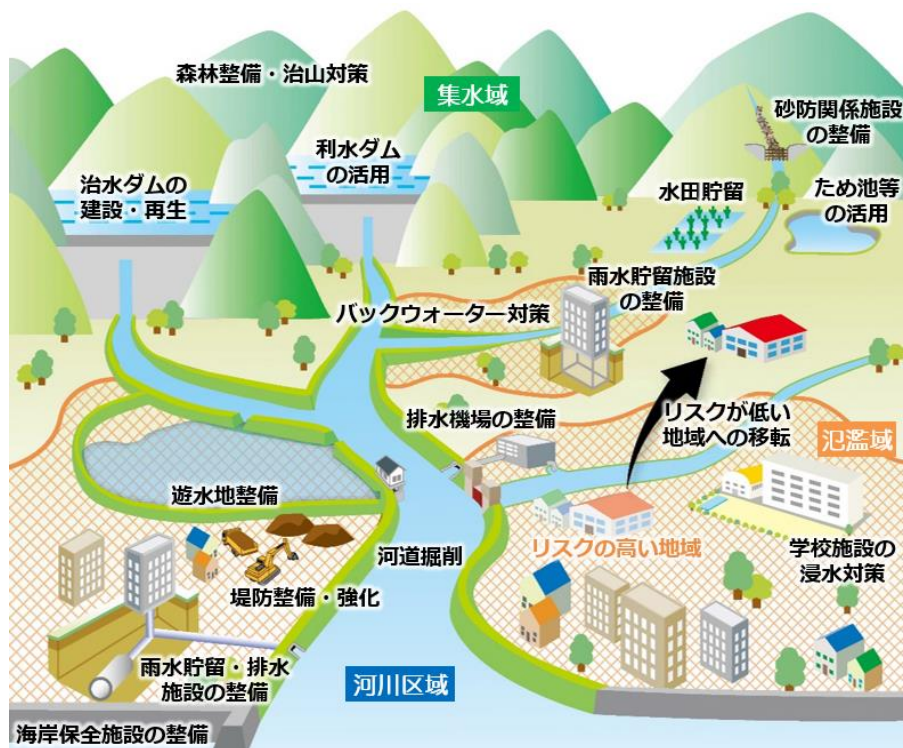 森林整備・治山対策
集水域
砂防関係施設
の整備
利水ダム
の活用
治水ダムの
建設・再生
水田貯留
ため池等
の活用
雨水貯留施設
の整備
バックウォーター対策
排水機場の整備
リスクが低い
地域への移転
氾濫域
遊水地整備
河道掘削
リスクの高い地域
学校施設の
浸水対策
堤防整備・強化
雨水貯留・排水
施設の整備
河川区域
海岸保全施設の整備